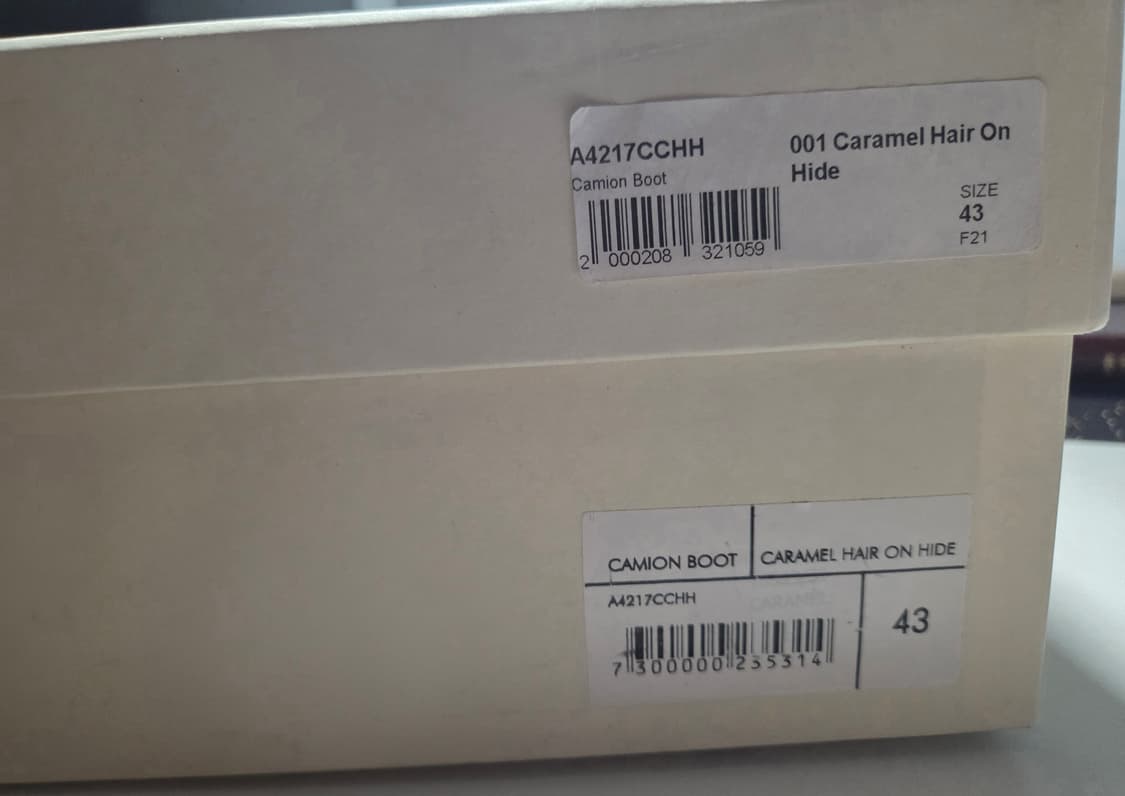 A4217CCHH
Camion Boot
001 Caramel Hair On
Hide
SIZE
43
F21
2 000208 321059
CAMION BOOT
CARAMEL HAIR ON HIDE
A4217CCHH
CARAMEL
43
7 300000 235314